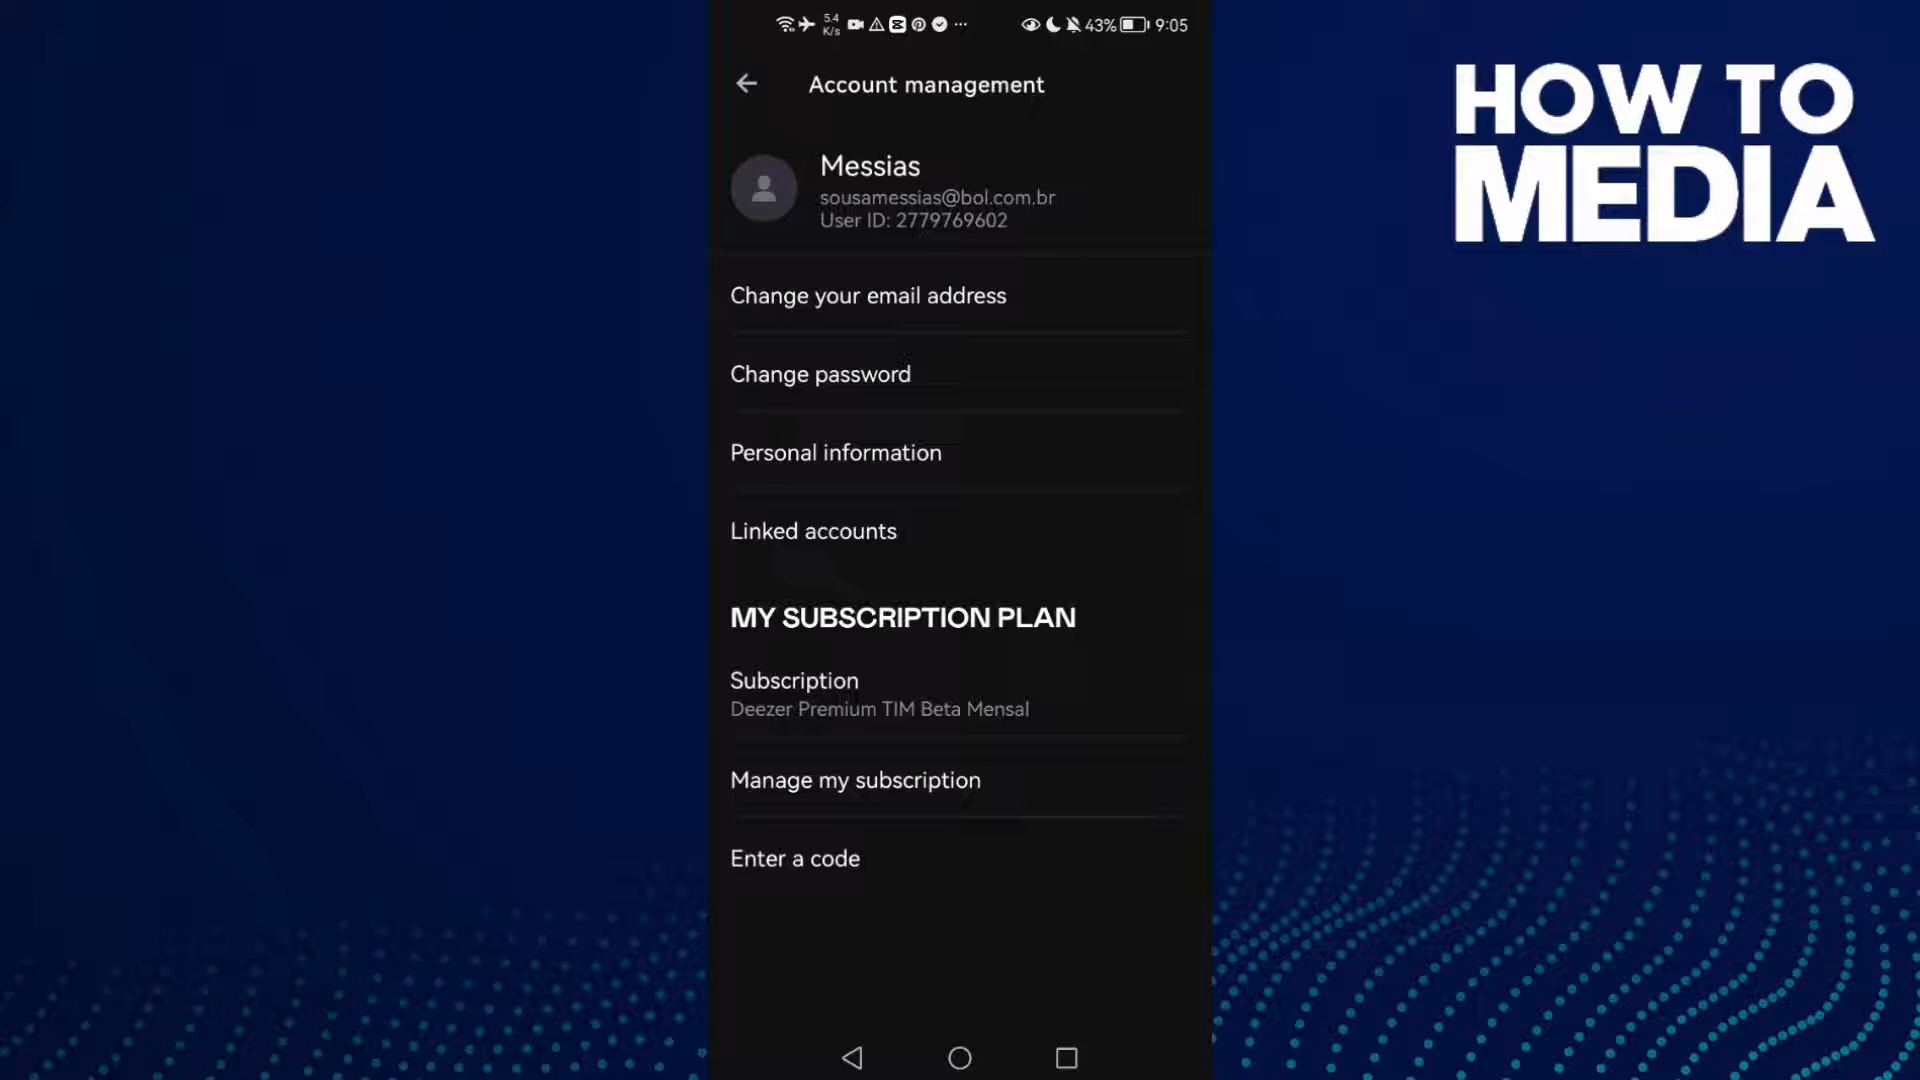 5.4
K/s
43%
9:05
HOW TO
MEDIA
Account management
Messias
sousamessias@bol.com.br
User ID: 2779769602
Change your email address
Change password
Personal information
Linked accounts
MY SUBSCRIPTION PLAN
Subscription
Deezer Premium TIM Beta Mensal
Manage my subscription
Enter a code